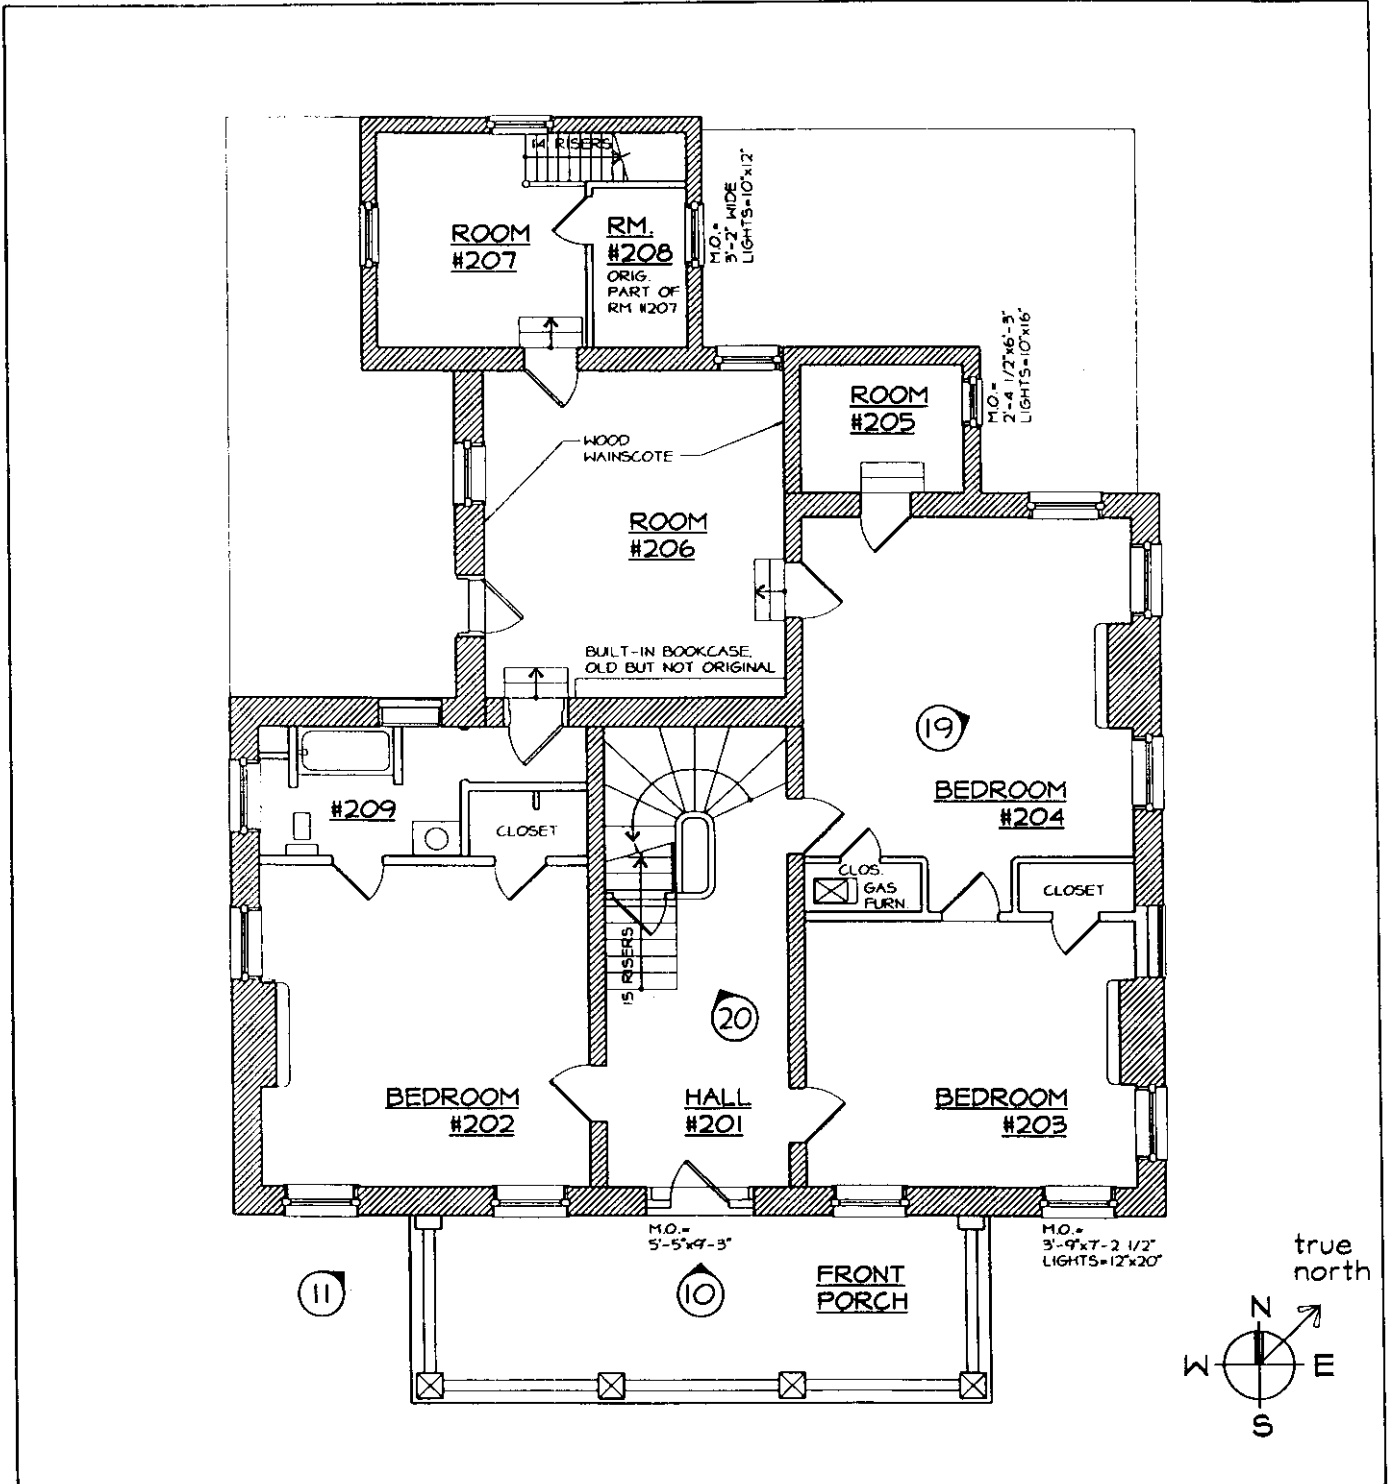 14 RISERS
ROOM
#207
RM.
#208
ORIG.
PART OF
RM #207
M.O.=
3'-2" WIDE
LIGHTS=10"x12"
ROOM
#205
M.O.=
2'-4 1/2"x6'-3"
LIGHTS=10"x16"
WOOD
WAINSCOTE
ROOM
#206
BUILT-IN BOOKCASE,
OLD BUT NOT ORIGINAL
19
BEDROOM
#204
#209
CLOSET
CLOS.
GAS
FURN.
CLOSET
15 RISERS
20
BEDROOM
#202
HALL
#201
BEDROOM
#203
M.O.=
5'-5"x9'-3"
M.O.=
3'-9"x7'-2 1/2"
LIGHTS=12"x20"
11
10
FRONT
PORCH
true
north
N
W E
S